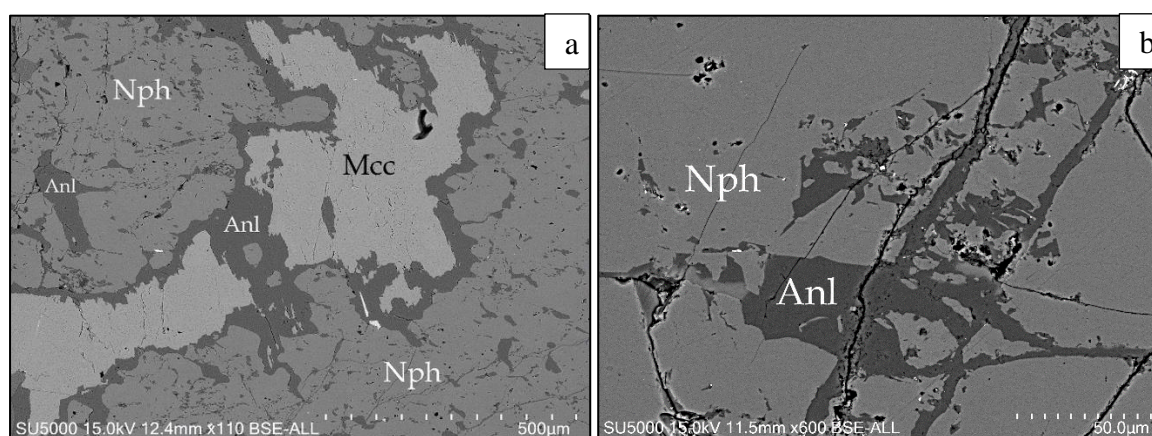 a
Nph
Mcc
Anl
Anl
Nph
SU5000 15.0kV 12.4mm x110 BSE-ALL
500µm
b
Nph
Anl
SU5000 15.0kV 11.5mm x600 BSE-ALL
50.0µm